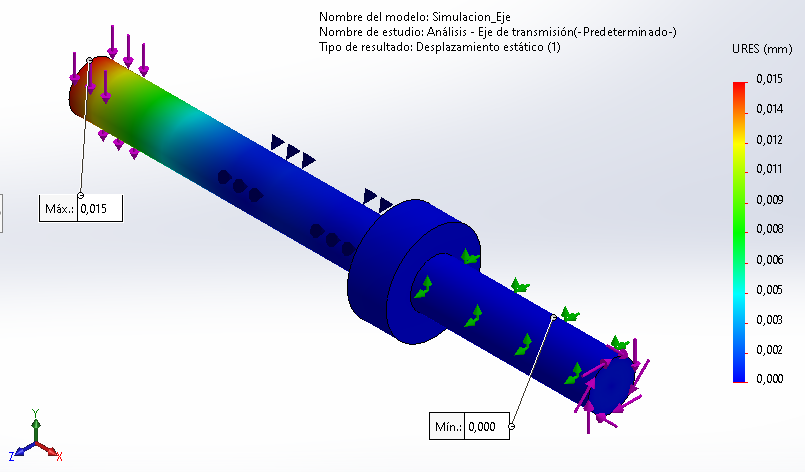 Nombre del modelo: Simulacion_Eje
Nombre de estudio: Análisis - Eje de transmisión(-Predeterminado-)
Tipo de resultado: Desplazamiento estático (1)
URES (mm)
0,015
0,014
0,012
0,011
0,009
0,008
0,006
0,005
0,003
0,002
0,000
Máx.: 0,015
Mín.: 0,000
Y
Z
X